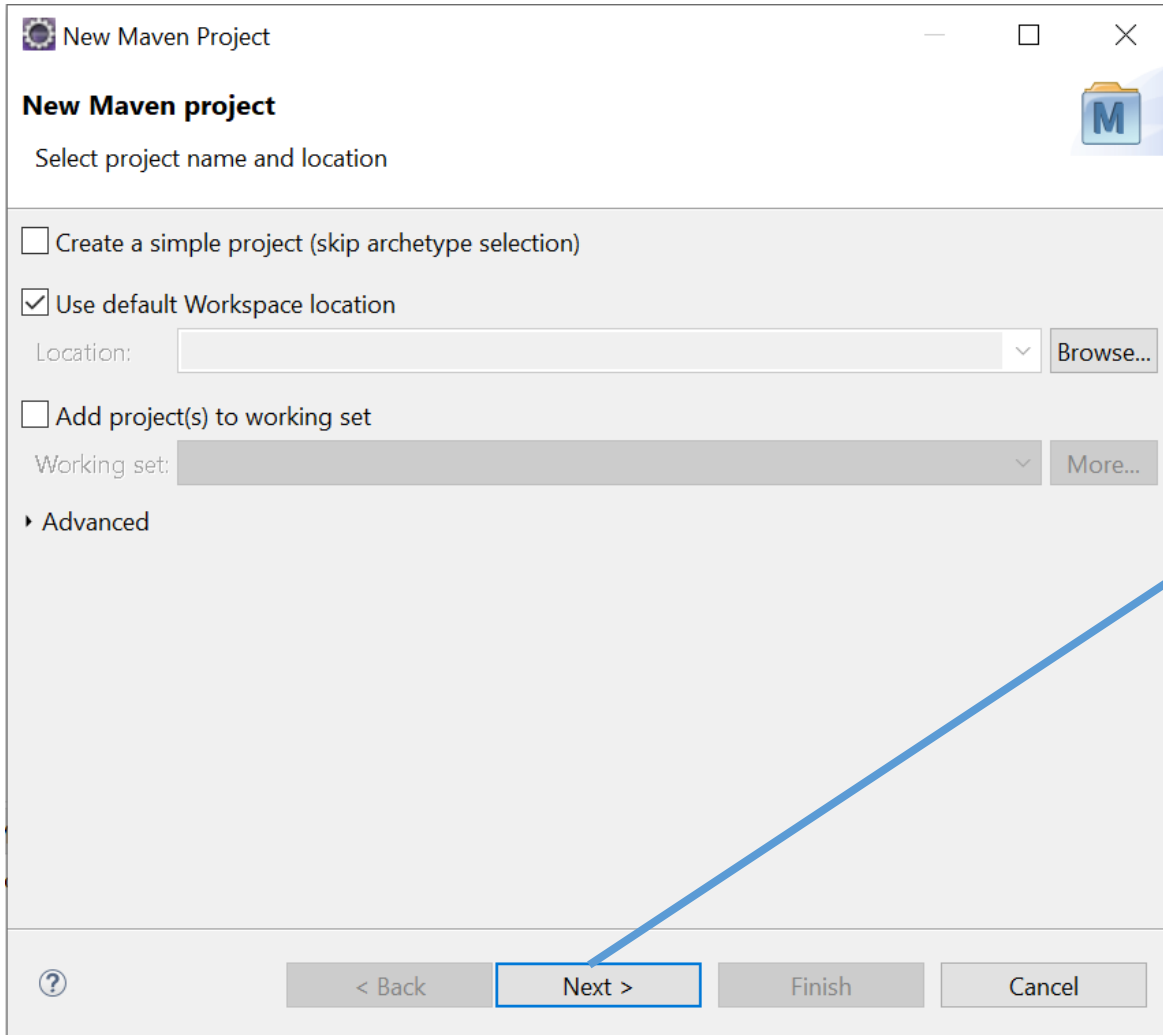 New Maven Project
New Maven project
M
Select project name and location
Create a simple project (skip archetype selection)
Use default Workspace location
Location:
Browse...
Add project(s) to working set
Working set:
More...
Advanced
?
< Back
Next >
Finish
Cancel